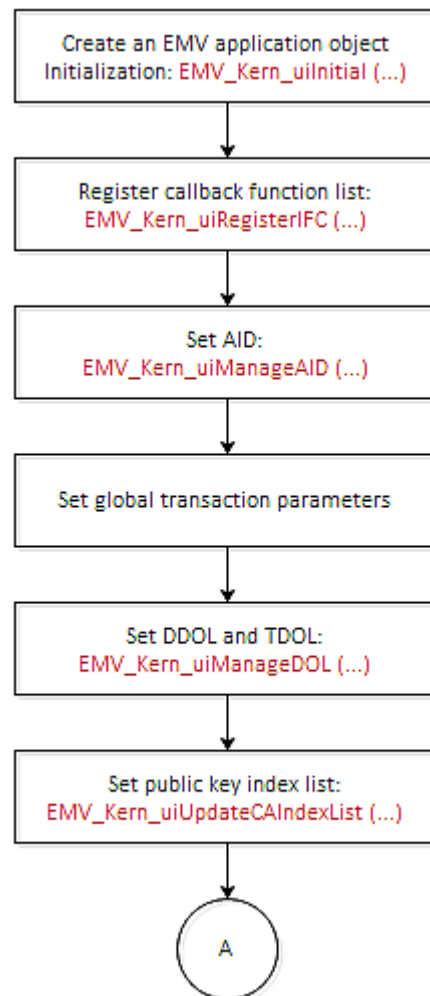 Create an EMV application object
Initialization: EMV_Kern_uiInitial (...)
Register callback function list:
EMV_Kern_uiRegisterIFC (...)
Set AID:
EMV_Kern_uiManageAID (...)
Set global transaction parameters
Set DDOL and TDOL:
EMV_Kern_uiManageDOL (...)
Set public key index list:
EMV_Kern_uiUpdateCAIndexList (...)
A